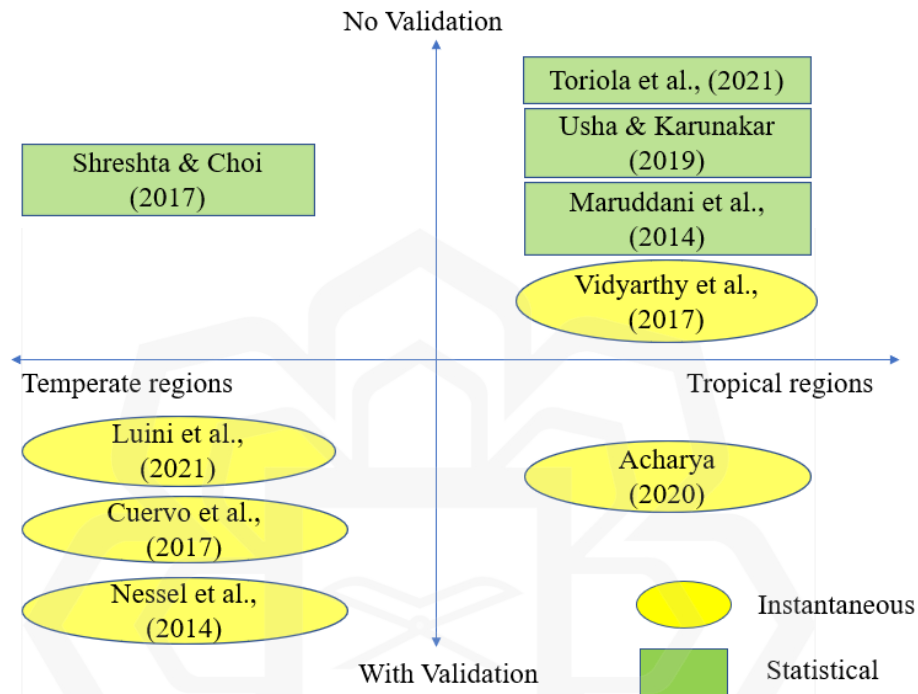 No Validation
Toriola et al., (2021)
Usha & Karunakar
(2019)
Shreshta & Choi
(2017)
Maruddani et al.,
(2014)
Vidyarthy et al.,
(2017)
Temperate regions
Tropical regions
Luini et al.,
(2021)
Acharya
(2020)
Cuervo et al.,
(2017)
Nessel et al.,
(2014)
Instantaneous
With Validation
Statistical